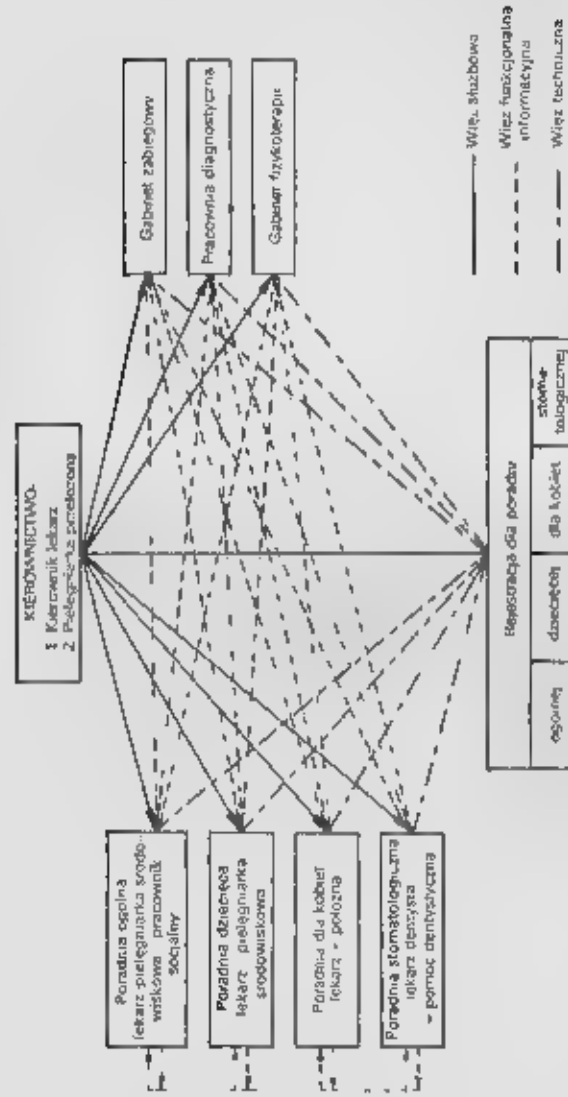 KIEROWNICTWO
1 Kierownik lekarz
2 Pielęgniarka przełożona
Poradnia ogólna
lekarz-pielęgniarka środo-
wiskowa pracownik
socjalny
Poradnia dziecięca
lekarz pielęgniarka
środowiskowa
Poradnia dla kobiet
lekarz - położna
Poradnia stomatologiczna
lekarz dentysta
- pomoc dentystyczna
Gabinet zabiegowy
Pracownia diagnostyczna
Gabinet fizykoterapii
Rejestracja dla poradni
ogólnej
dziecięcej
dla kobiet
stoma-
tologicznej
Więź służbowa
Więź funkcjonalna
informacyjna
Więź techniczna